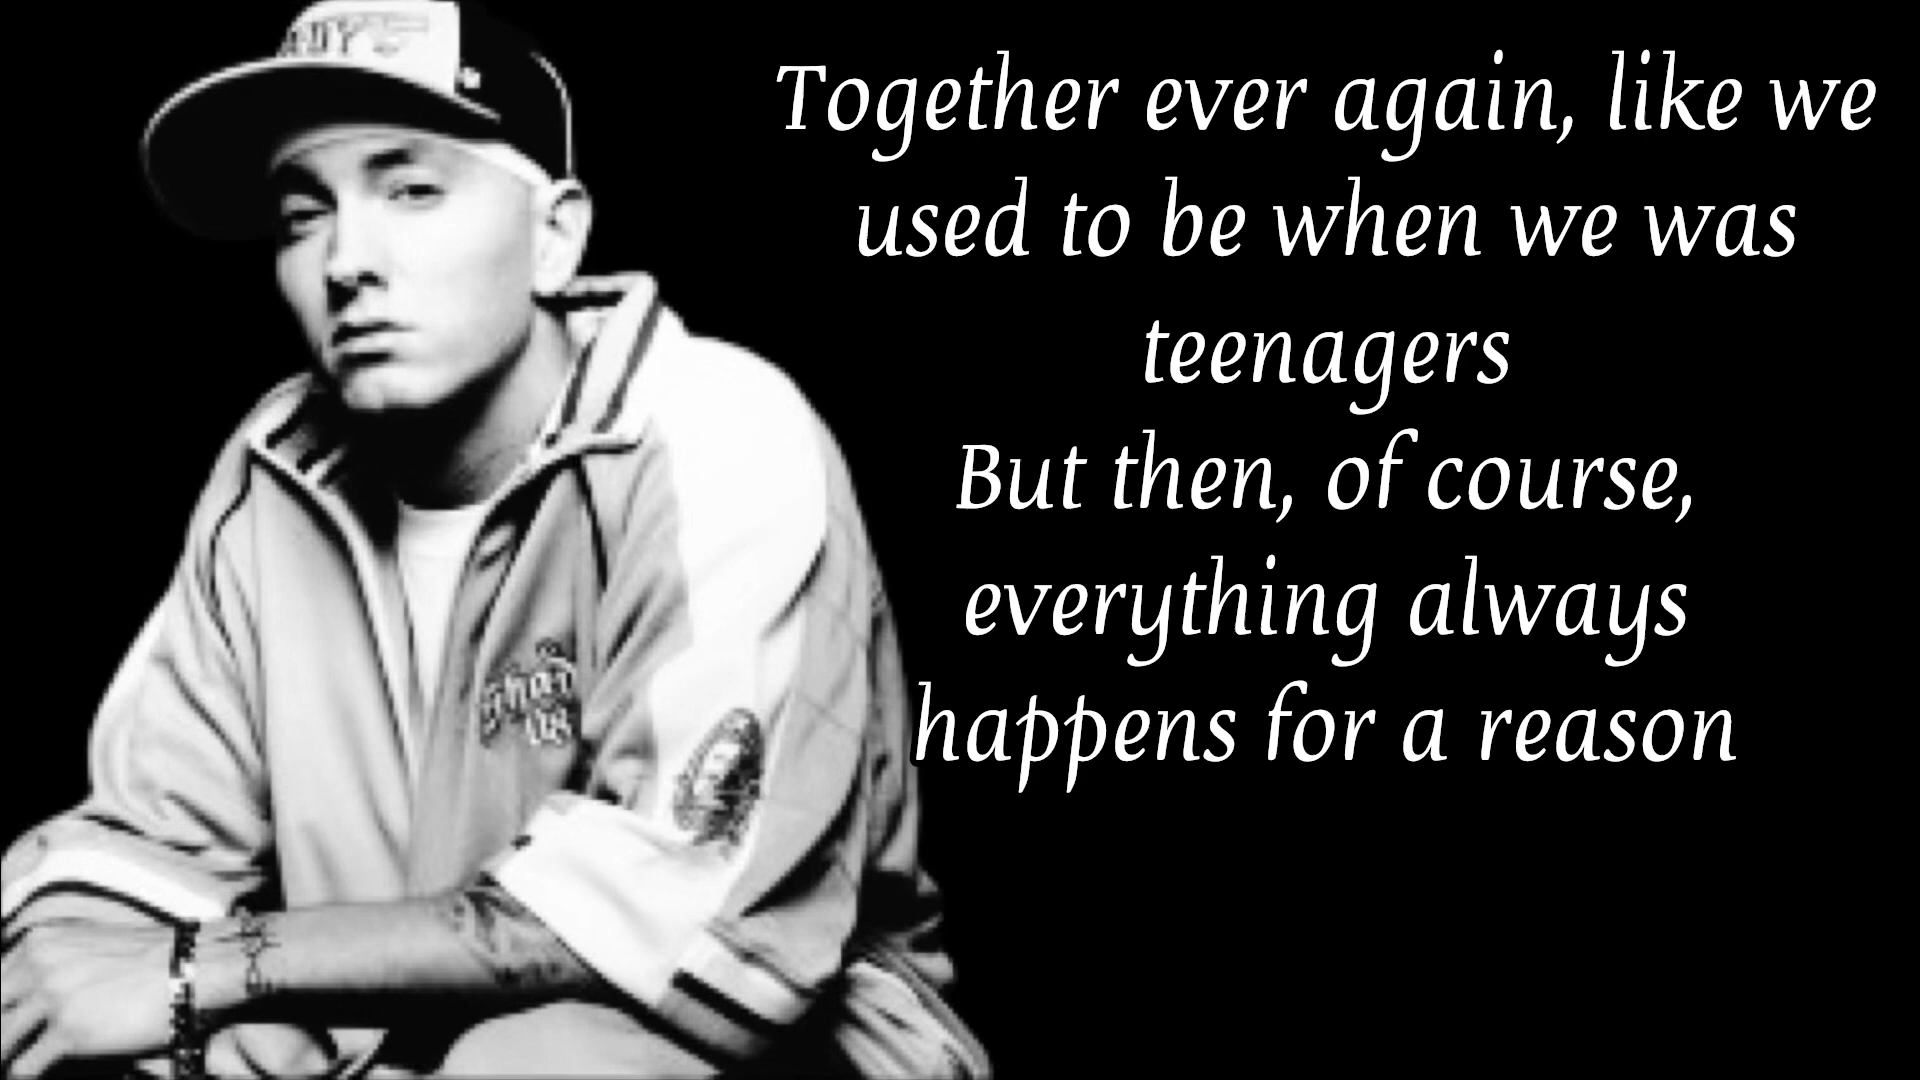 Together ever again, like we
used to be when we was
teenagers
But then, of course,
everything always
happens for a reason